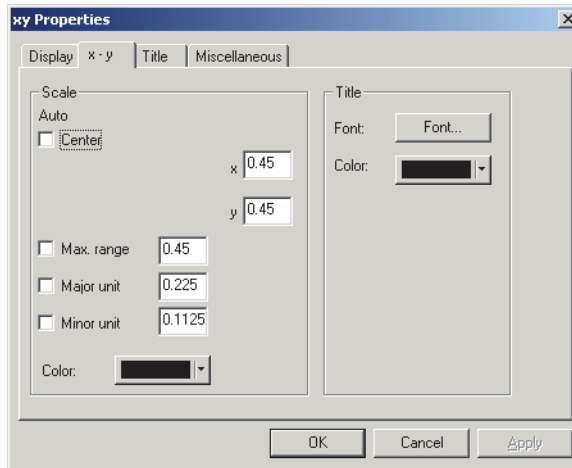 xy Properties
Display x - y Title Miscellaneous
Scale
Auto
Center
x 0.45
y 0.45
Max. range 0.45
Major unit 0.225
Minor unit 0.1125
Color:
Title
Font: Font...
Color:
OK Cancel Apply